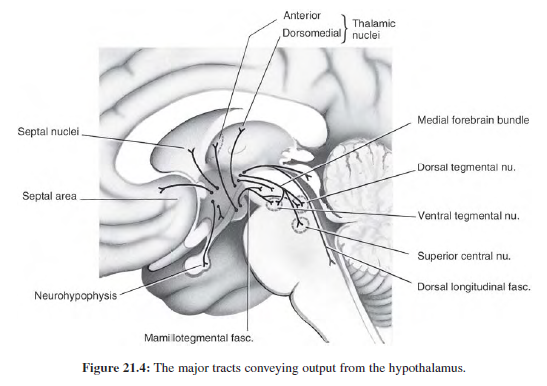 Anterior
Dorsomedial
Thalamic
nuclei
Septal nuclei
Septal area
Neurohypophysis
Mamillotegmental fasc.
Medial forebrain bundle
Dorsal tegmental nu.
Ventral tegmental nu.
Superior central nu.
Dorsal longitudinal fasc.
Figure 21.4: The major tracts conveying output from the hypothalamus.